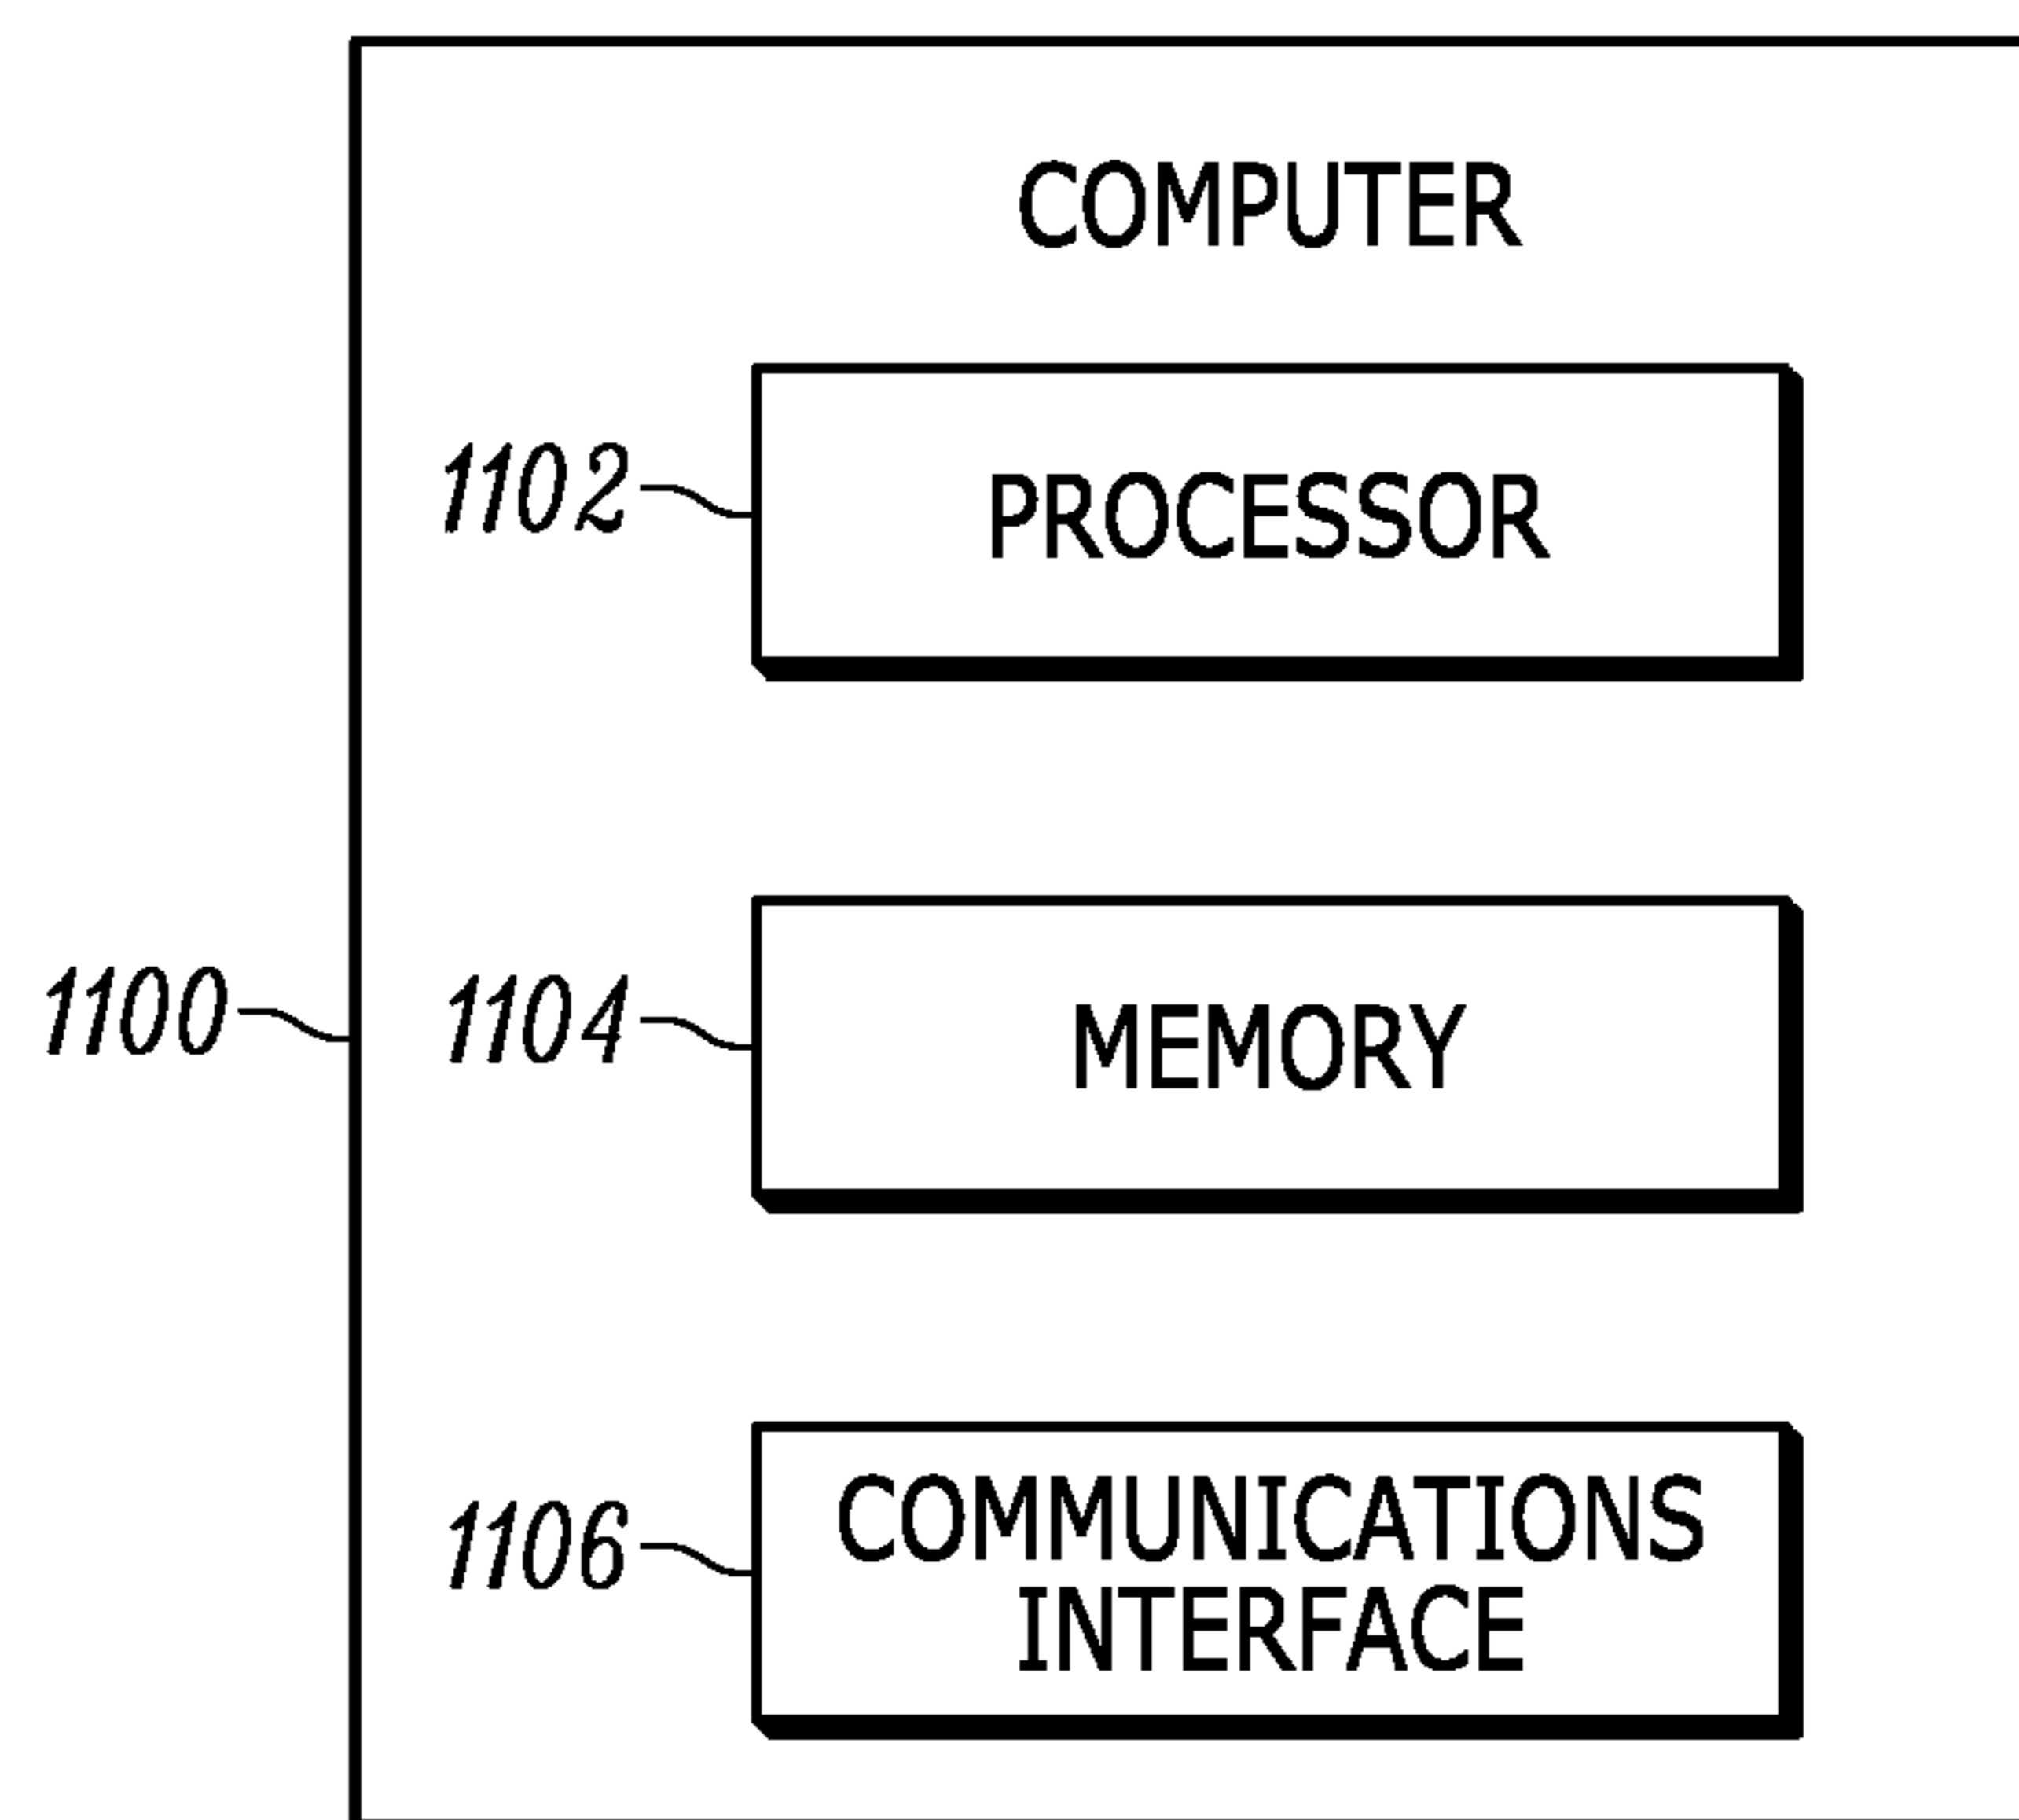 COMPUTER
1102
PROCESSOR
1100
1104
MEMORY
1106
COMMUNICATIONS
INTERFACE